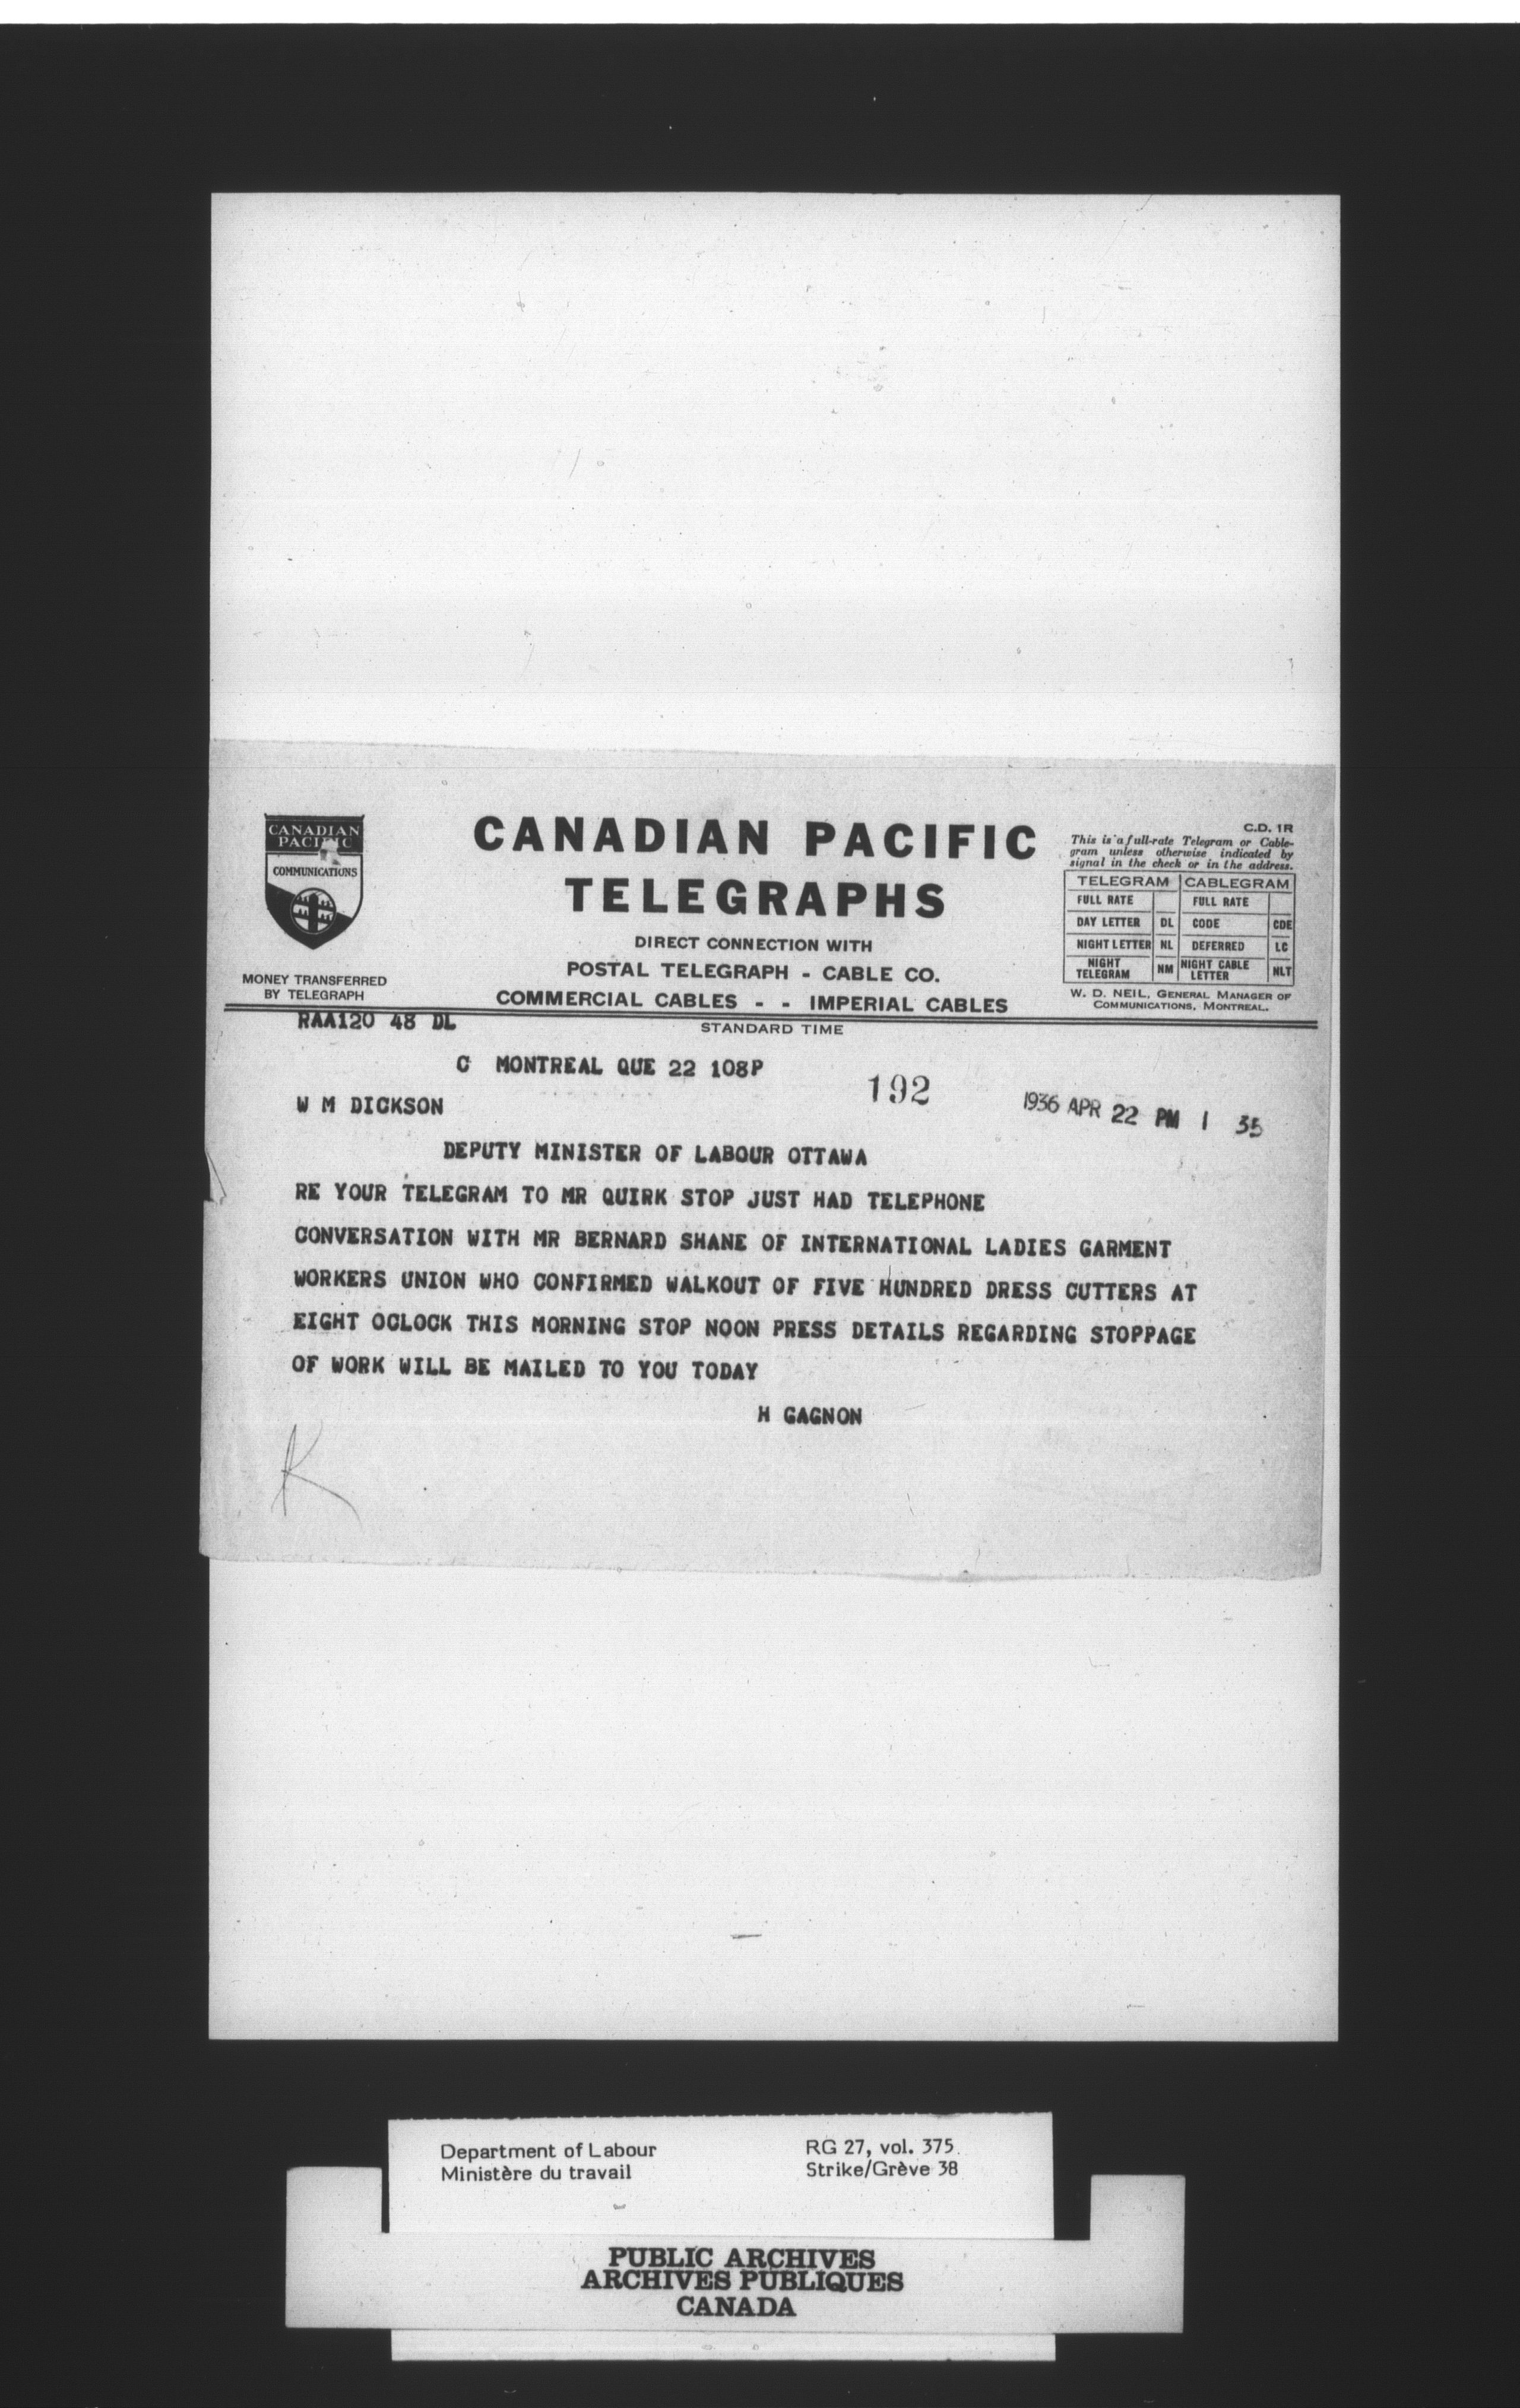 CANADIAN
PACIFIC
COMMUNICATIONS
MONEY TRANSFERRED
BY TELEGRAPH
CANADIAN PACIFIC
TELEGRAPHS
DIRECT CONNECTION WITH
POSTAL TELEGRAPH - CABLE CO.
COMMERCIAL CABLES - - IMPERIAL CABLES
C.D. 1R
This is a full-rate Telegram or Cable-
gram unless otherwise indicated by
signal in the check or in the address.
TELEGRAM CABLEGRAM
FULL RATE FULL RATE
DAY LETTER DL CODE CDE
NIGHT LETTER NL DEFERRED LC
NIGHT TELEGRAM NM NIGHT CABLE LETTER NLT
W. D. NEIL, GENERAL MANAGER OF
COMMUNICATIONS, MONTREAL.
RAA120 48 DL
STANDARD TIME
C MONTREAL QUE 22 108P
192
W M DICKSON
1936 APR 22 PM 1 35
DEPUTY MINISTER OF LABOUR OTTAWA
RE YOUR TELEGRAM TO MR QUIRK STOP JUST HAD TELEPHONE
CONVERSATION WITH MR BERNARD SHANE OF INTERNATIONAL LADIES GARMENT
WORKERS UNION WHO CONFIRMED WALKOUT OF FIVE HUNDRED DRESS CUTTERS AT
EIGHT OCLOCK THIS MORNING STOP NOON PRESS DETAILS REGARDING STOPPAGE
OF WORK WILL BE MAILED TO YOU TODAY
H GAGNON
K
Department of Labour
Ministère du travail
RG 27, vol. 375
Strike/Grève 38
PUBLIC ARCHIVES
ARCHIVES PUBLIQUES
CANADA